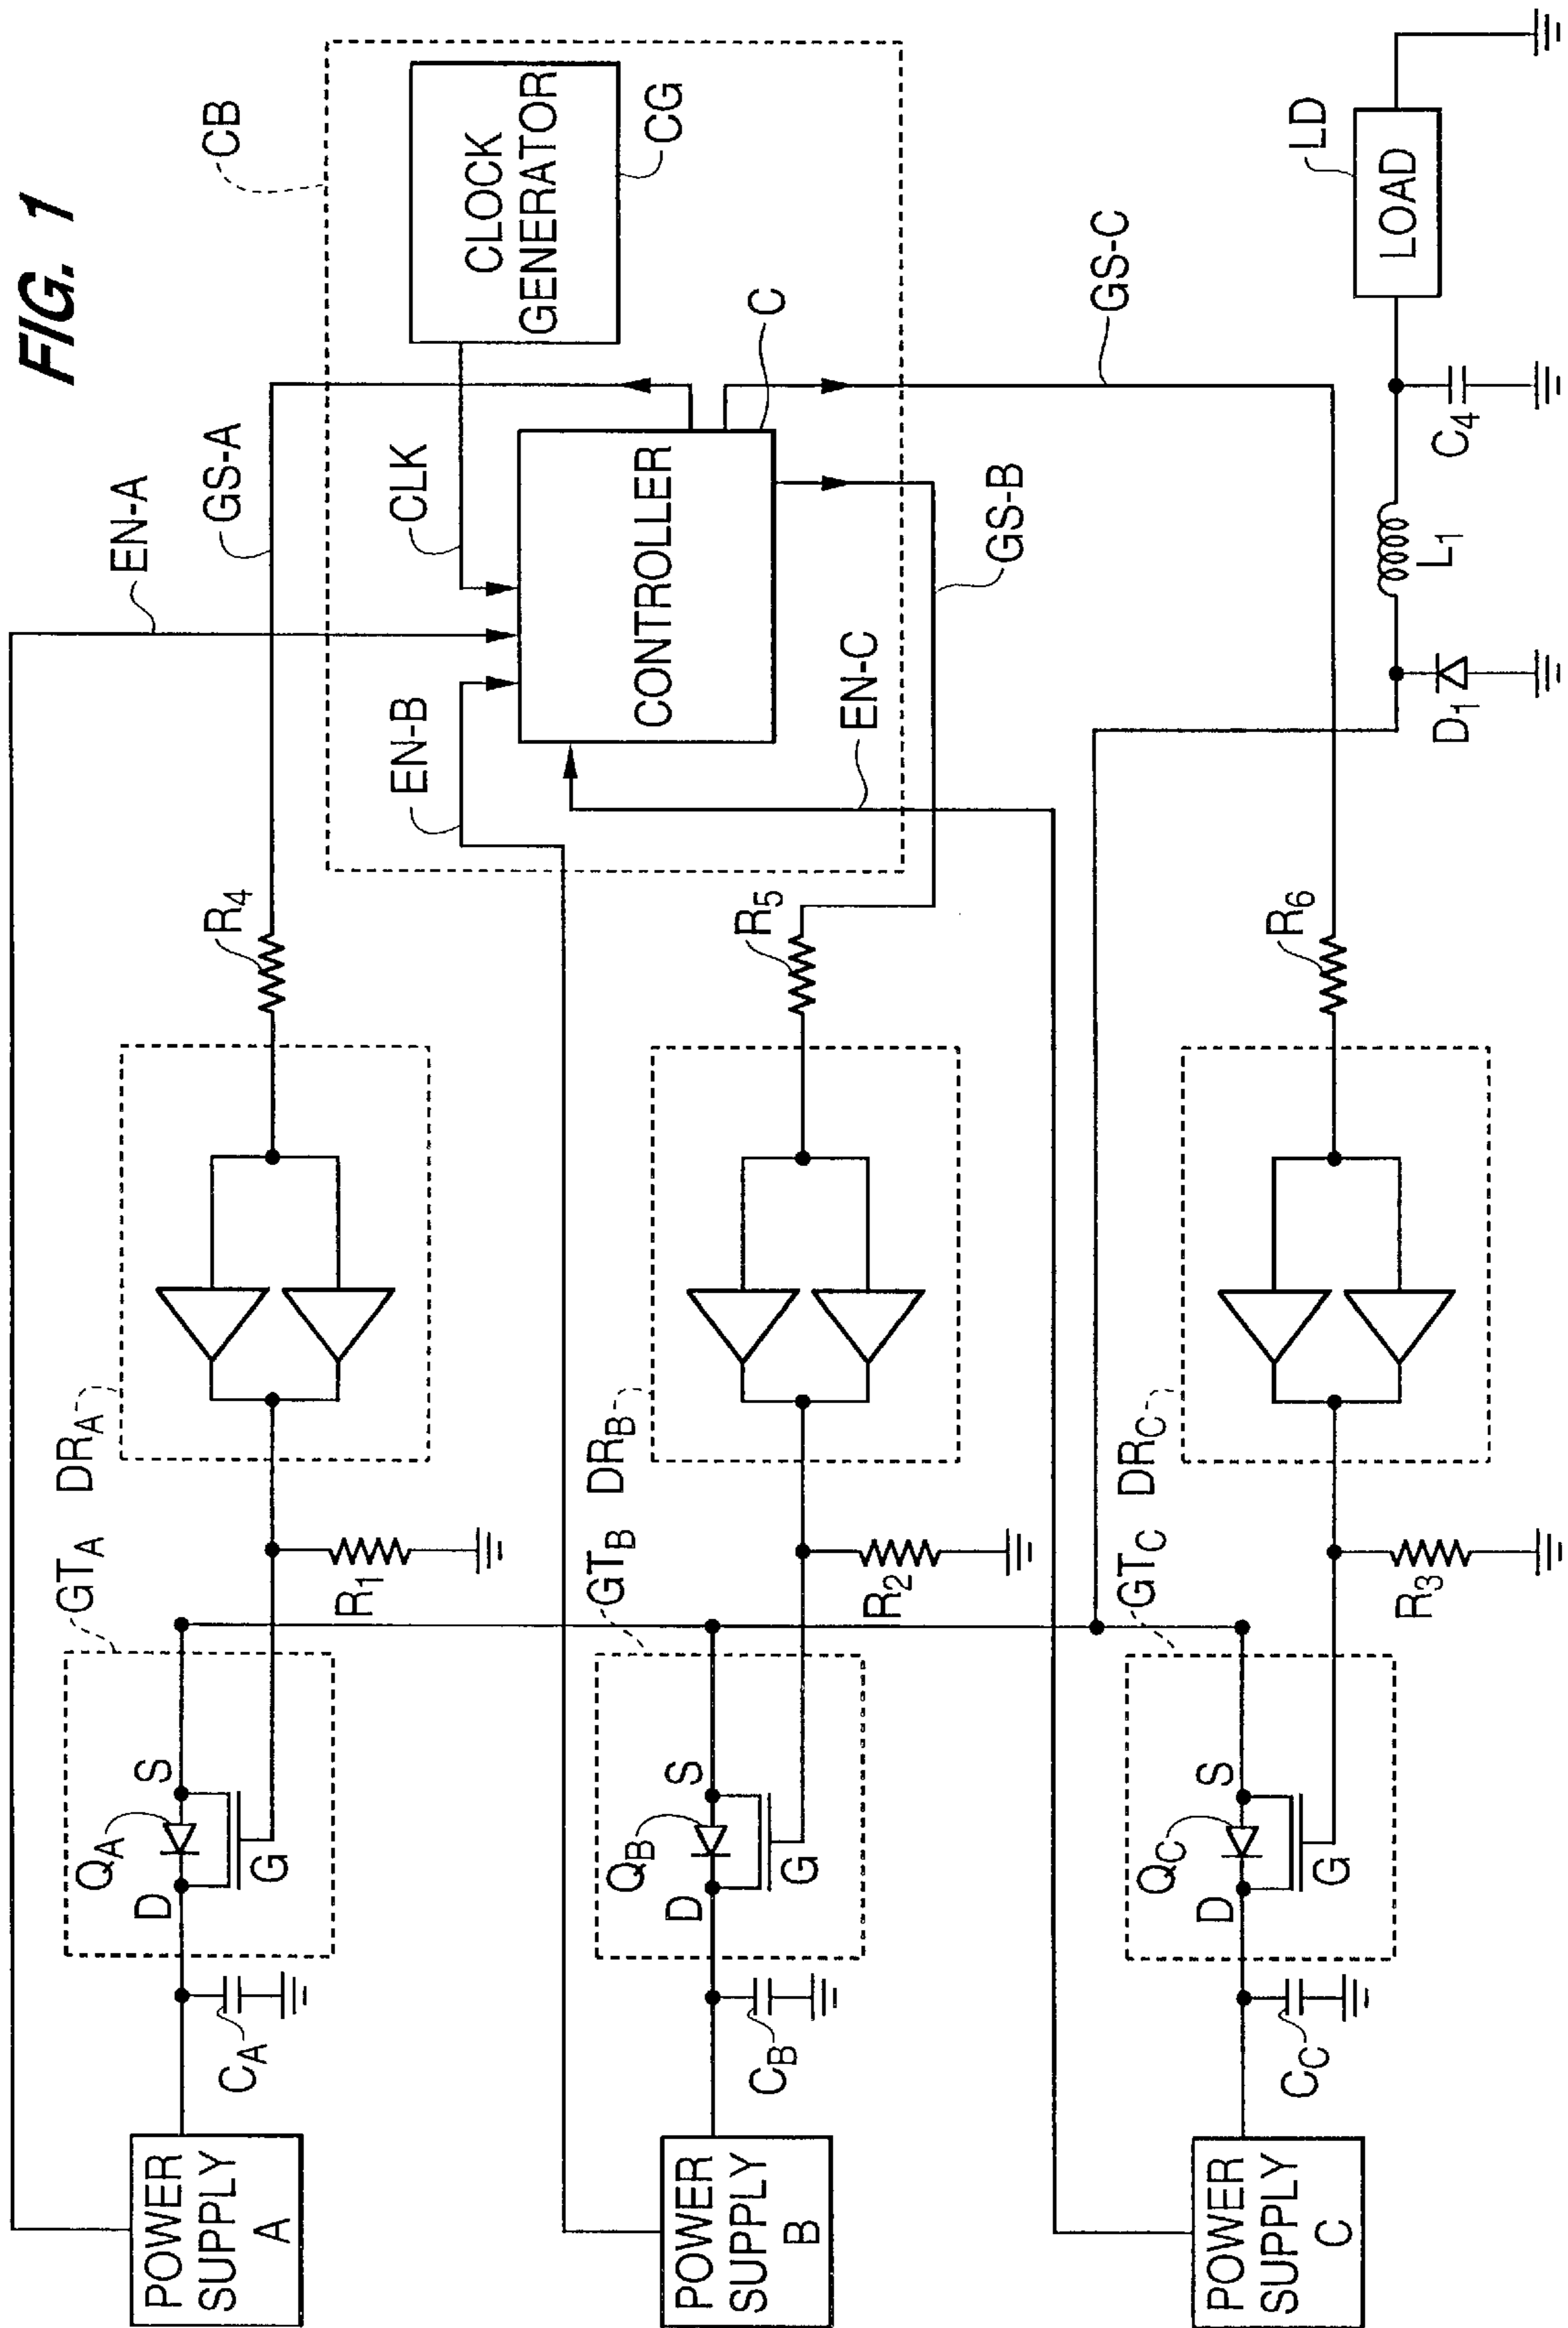 FIG. 1
EN-A
GS-A
CB
CLOCK
GENERATOR
CG
CLK
EN-B
CONTROLLER
C
EN-C
GS-B
GS-C
GTA
DRA
R4
QA
D
S
G
R1
CA
POWER
SUPPLY
A
GTB
DRB
R5
QB
D
S
G
R2
CB
POWER
SUPPLY
B
GTC
DRC
R6
QC
D
S
G
R3
CC
POWER
SUPPLY
C
D1
L1
C4
LOAD
LD